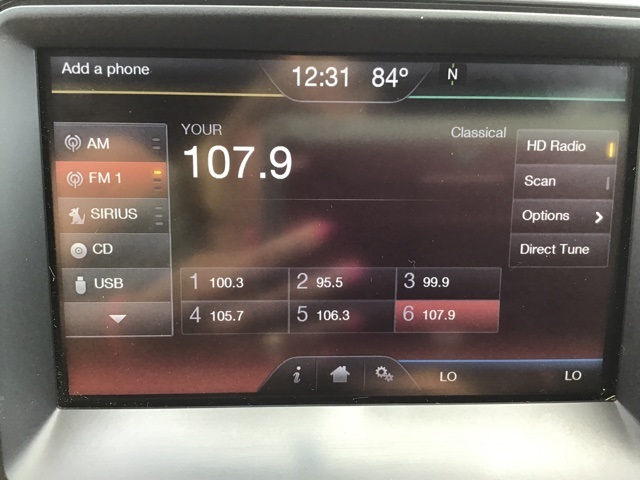 Add a phone
12:31 84° N
YOUR
Classical
107.9
AM
FM 1
SIRIUS
CD
USB
HD Radio
Scan
Options
Direct Tune
1 100.3 2 95.5 3 99.9
4 105.7 5 106.3 6 107.9
i
LO LO